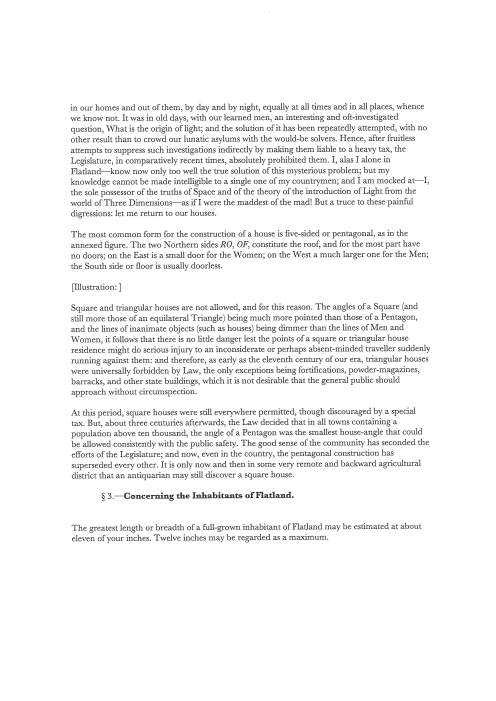 in our homes and out of them, by day and by night, equally at all times and in all places, whence
we know not. It was in old days, with our learned men, an interesting and oft-investigated
question, What is the origin of light; and the solution of it has been repeatedly attempted, with no
other result than to crowd our lunatic asylums with the would-be solvers. Hence, after fruitless
attempts to suppress such investigations indirectly by making them liable to a heavy tax, the
Legislature, in comparatively recent times, absolutely prohibited them. I, alas I alone in
Flatland—know now only too well the true solution of this mysterious problem; but my
knowledge cannot be made intelligible to a single one of my countrymen; and I am mocked at—I,
the sole possessor of the truths of Space and of the theory of the introduction of Light from the
world of Three Dimensions—as if I were the maddest of the mad! But a truce to these painful
digressions: let me return to our houses.

The most common form for the construction of a house is five-sided or pentagonal, as in the
annexed figure. The two Northern sides RO, OF, constitute the roof, and for the most part have
no doors; on the East is a small door for the Women; on the West a much larger one for the Men;
the South side or floor is usually doorless.

[Illustration: ]

Square and triangular houses are not allowed, and for this reason. The angles of a Square (and
still more those of an equilateral Triangle) being much more pointed than those of a Pentagon,
and the lines of inanimate objects (such as houses) being dimmer than the lines of Men and
Women, it follows that there is no little danger lest the points of a square or triangular house
residence might do serious injury to an inconsiderate or perhaps absent-minded traveller suddenly
running against them: and therefore, as early as the eleventh century of our era, triangular houses
were universally forbidden by Law, the only exceptions being fortifications, powder-magazines,
barracks, and other state buildings, which it is not desirable that the general public should
approach without circumspection.

At this period, square houses were still everywhere permitted, though discouraged by a special
tax. But, about three centuries afterwards, the Law decided that in all towns containing a
population above ten thousand, the angle of a Pentagon was the smallest house-angle that could
be allowed consistently with the public safety. The good sense of the community has seconded the
efforts of the Legislature; and now, even in the country, the pentagonal construction has
superseded every other. It is only now and then in some very remote and backward agricultural
district that an antiquarian may still discover a square house.

§ 3.—Concerning the Inhabitants of Flatland.

The greatest length or breadth of a full-grown inhabitant of Flatland may be estimated at about
eleven of your inches. Twelve inches may be regarded as a maximum.